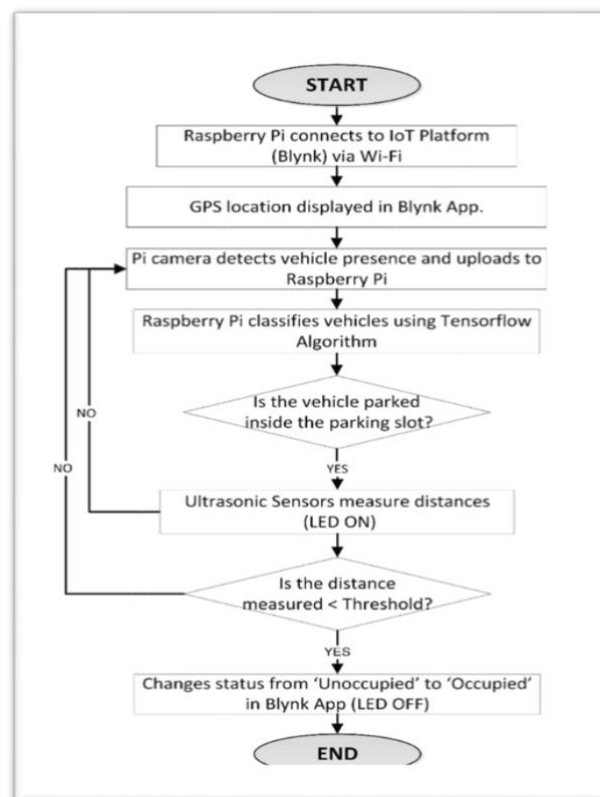 START
Raspberry Pi connects to IoT Platform
(Blynk) via Wi-Fi
GPS location displayed in Blynk App.
Pi camera detects vehicle presence and uploads to
Raspberry Pi
Raspberry Pi classifies vehicles using Tensorflow
Algorithm
Is the vehicle parked
inside the parking slot?
NO
YES
NO
Ultrasonic Sensors measure distances
(LED ON)
Is the distance
measured < Threshold?
YES
Changes status from ‘Unoccupied’ to ‘Occupied’
in Blynk App (LED OFF)
END